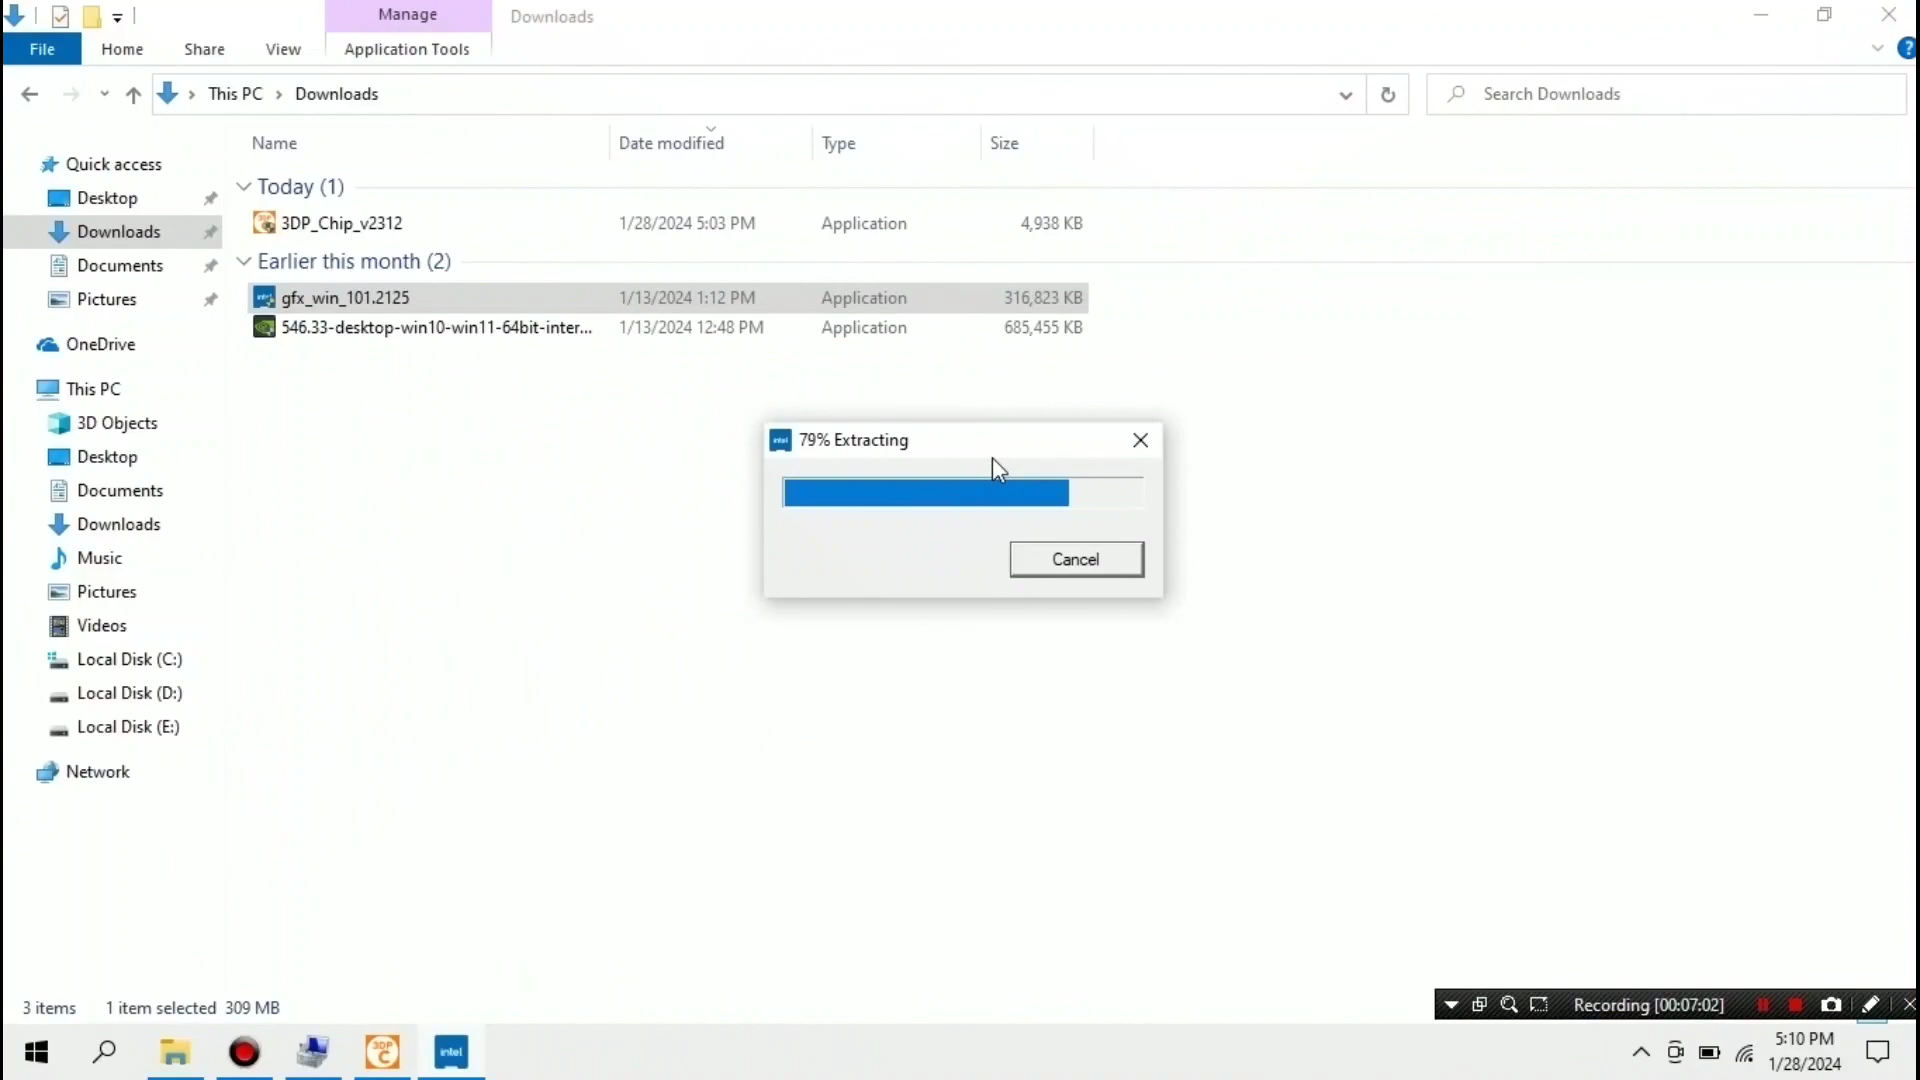 Manage
Downloads
File
Home
Share
View
Application Tools
?
This PC
Downloads
Search Downloads
Name
Date modified
Type
Size
Quick access
Desktop
Downloads
Documents
Pictures
OneDrive
This PC
3D Objects
Desktop
Documents
Downloads
Music
Pictures
Videos
Local Disk (C:)
Local Disk (D:)
Local Disk (E:)
Network
Today (1)
3DP_Chip_v2312 1/28/2024 5:03 PM Application 4,938 KB
Earlier this month (2)
gfx_win_101.2125 1/13/2024 1:12 PM Application 316,823 KB
546.33-desktop-win10-win11-64bit-inter... 1/13/2024 12:48 PM Application 685,455 KB
intel 79% Extracting
Cancel
3 items 1 item selected 309 MB
Recording [00:07:02]
3DP
C
intel
5:10 PM
1/28/2024